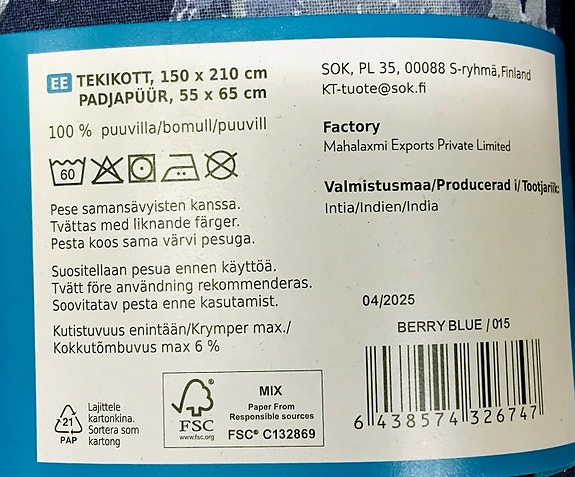 EE TEKIKOTT, 150 x 210 cm
PADJAPÜÜR, 55 x 65 cm
100 % puuvilla/bomull/puuvill
60
Pese samansävyisten kanssa.
Tvättas med liknande färger.
Pesta koos sama värvi pesuga.
Suositellaan pesua ennen käyttöä.
Tvätt före användning rekommenderas.
Soovitatav pesta enne kasutamist.
Kutistuvuus enintään/Krymper max./
Kokkutõmbuvus max 6 %
21
PAP
Lajittele
kartonkina.
Sortera som
kartong
FSC
www.fsc.org
MIX
Paper From
Responsible sources
FSC® C132869
SOK, PL 35, 00088 S-ryhmä, Finland
KT-tuote@sok.fi
Factory
Mahalaxmi Exports Private Limited
Valmistusmaa/Producerad i/Tootjariik:
Intia/Indien/India
04/2025
BERRY BLUE / 015
6 438574 326747